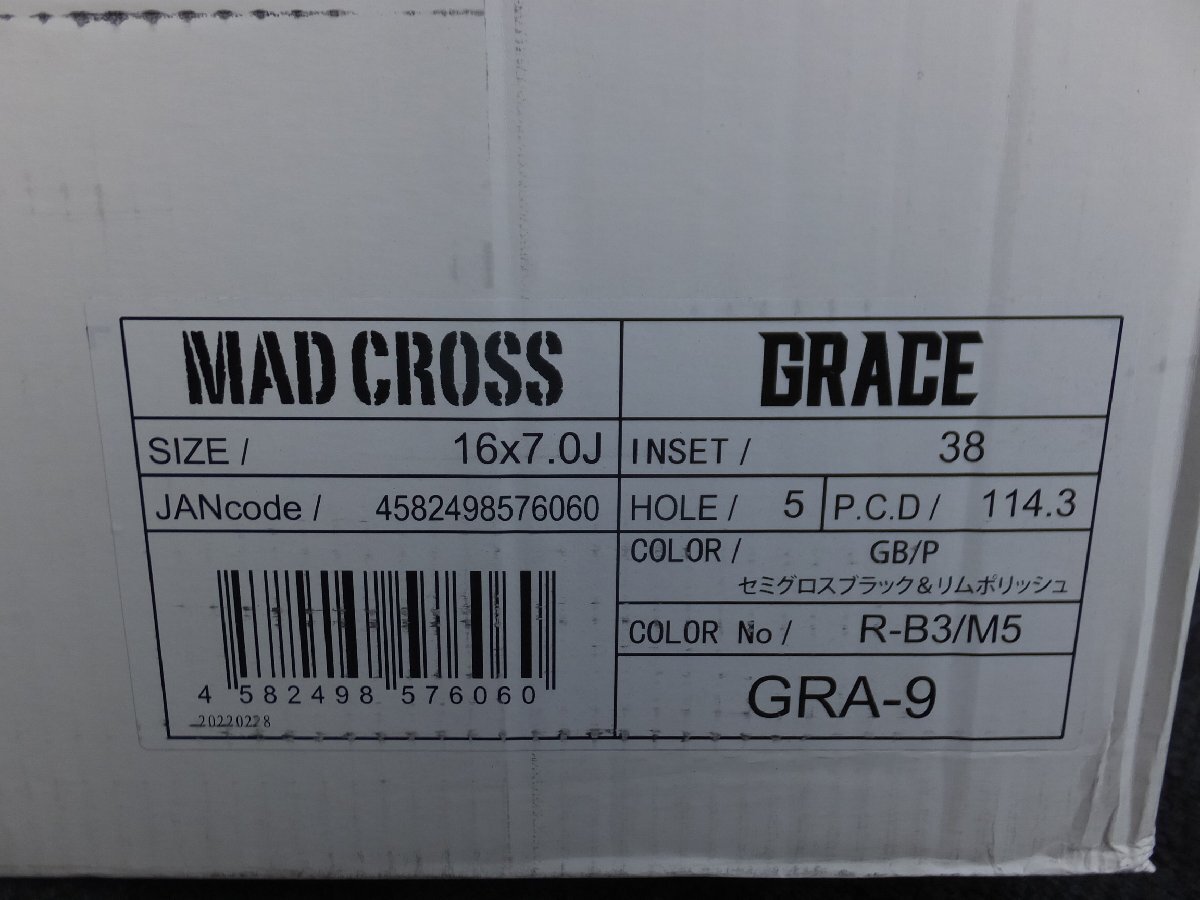 MAD CROSS
GRACE
SIZE / 16x7.0J
INSET / 38
JANcode / 4582498576060
HOLE / 5
P.C.D / 114.3
COLOR / GB/P
セミグロスブラック&リムポリッシュ
COLOR No / R-B3/M5
GRA-9
4 582498 576060
20220228